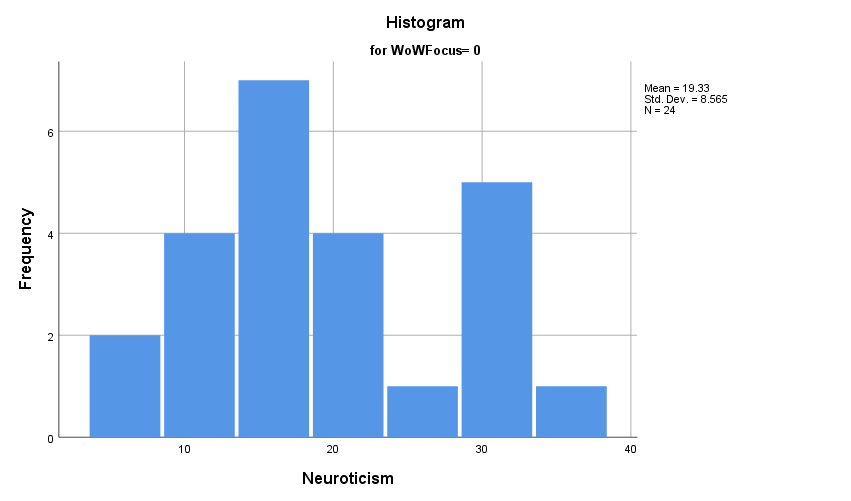 Histogram
for WoWFocus= 0
Mean = 19.33
Std. Dev. = 8.565
N = 24
Frequency
6
4
2
0
10 20 30 40
Neuroticism